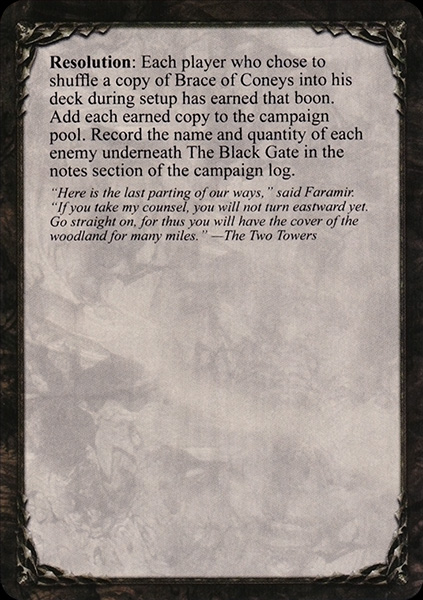 Resolution: Each player who chose to
shuffle a copy of Brace of Coneys into his
deck during setup has earned that boon.
Add each earned copy to the campaign
pool. Record the name and quantity of each
enemy underneath The Black Gate in the
notes section of the campaign log.
“Here is the last parting of our ways,” said Faramir.
“If you take my counsel, you will not turn eastward yet.
Go straight on, for thus you will have the cover of the
woodland for many miles.” —The Two Towers